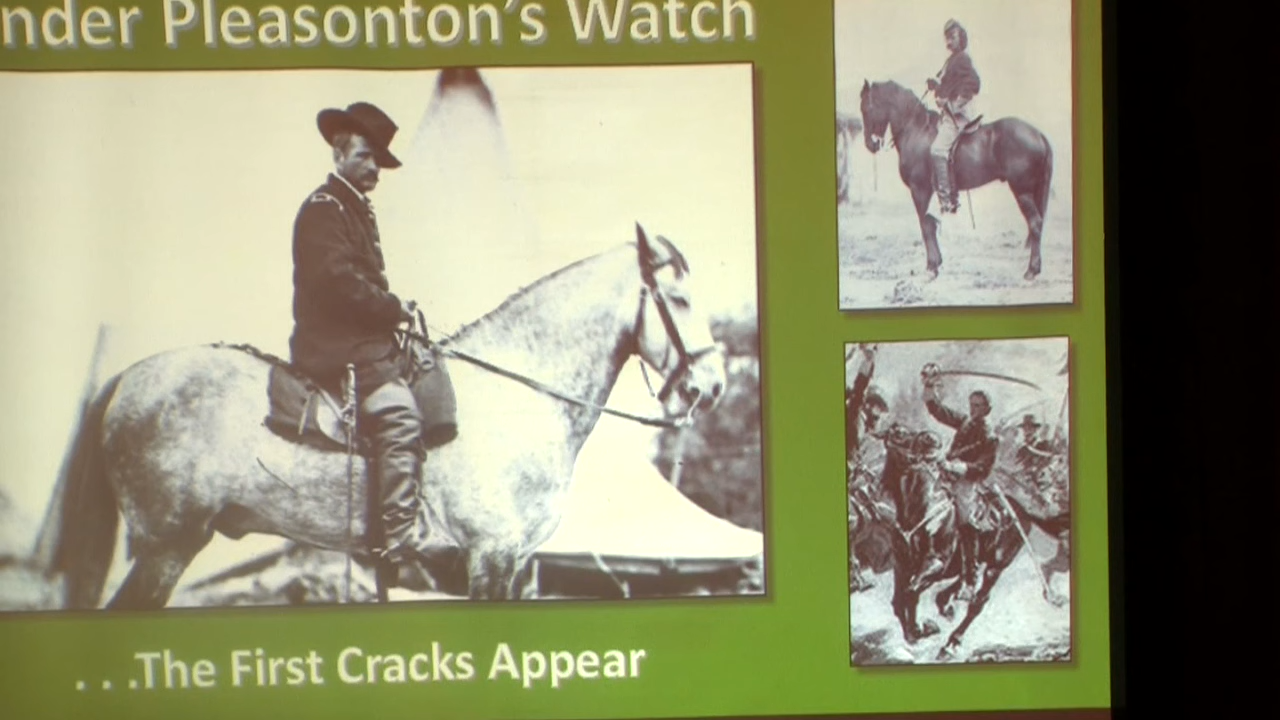 nder Pleasonton's Watch
. . .The First Cracks Appear